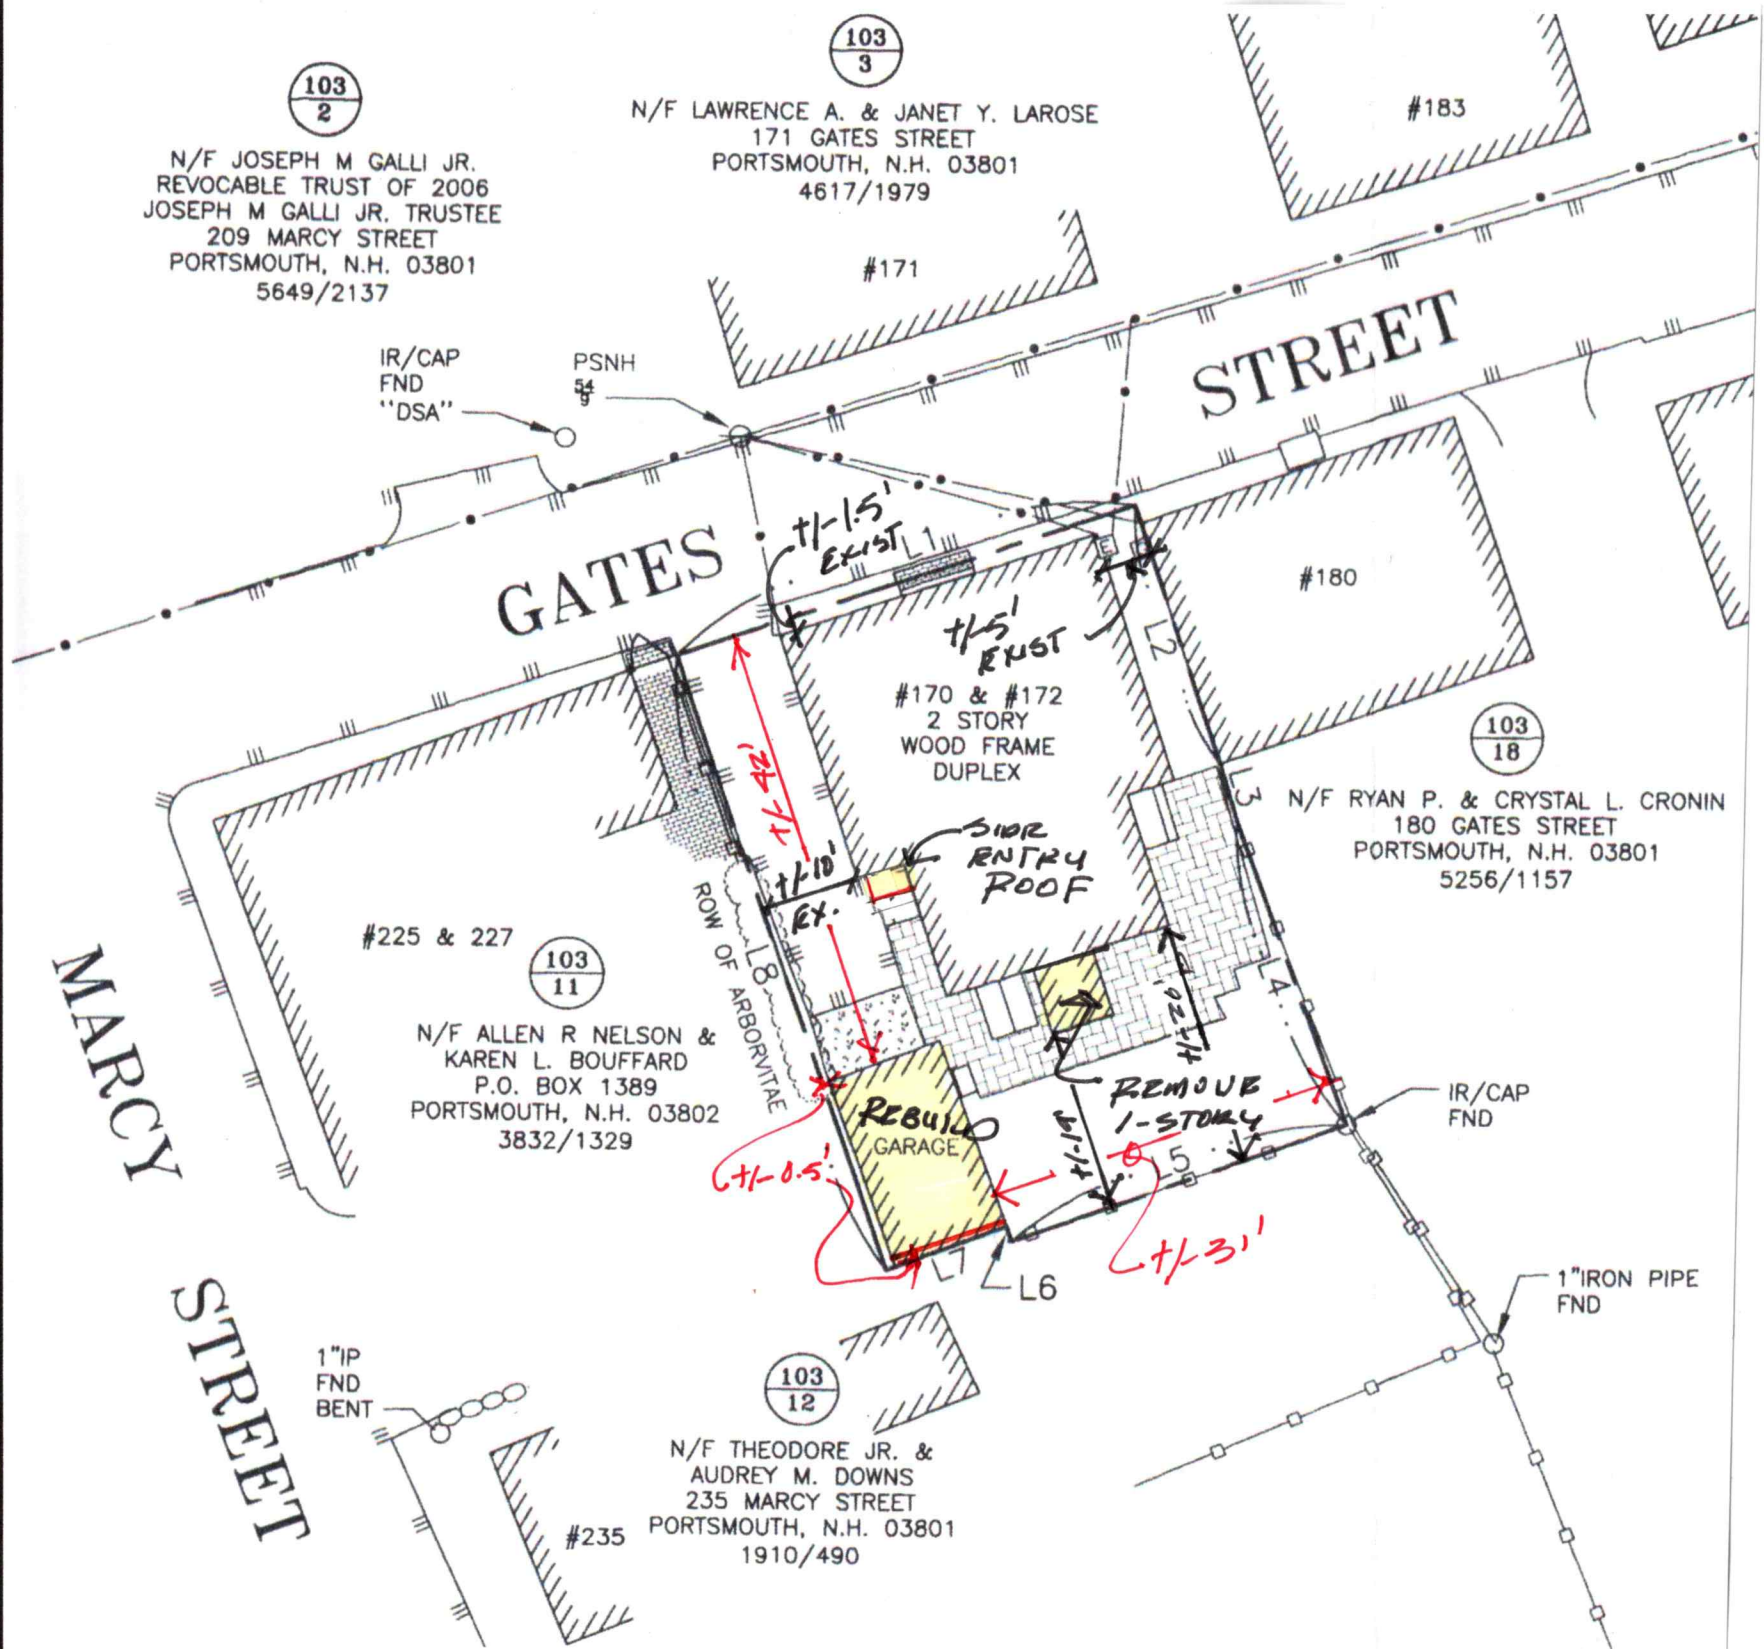 103
2
N/F JOSEPH M GALLI JR.
REVOCABLE TRUST OF 2006
JOSEPH M GALLI JR. TRUSTEE
209 MARCY STREET
PORTSMOUTH, N.H. 03801
5649/2137
103
3
N/F LAWRENCE A. & JANET Y. LAROSE
171 GATES STREET
PORTSMOUTH, N.H. 03801
4617/1979
#183
#171
IR/CAP
FND
"DSA"
PSNH
54
9
GATES STREET
+/-1.5'
EXIST
L1
E
#180
+/-5'
EXIST
L2
#170 & #172
2 STORY
WOOD FRAME
DUPLEX
103
18
N/F RYAN P. & CRYSTAL L. CRONIN
180 GATES STREET
PORTSMOUTH, N.H. 03801
5256/1157
L3
+/-42'
SIDE
ENTRY
ROOF
+/-10'
EX.
ROW OF ARBORVITAE
L8
L4
#225 & 227
103
11
N/F ALLEN R NELSON &
KAREN L. BOUFFARD
P.O. BOX 1389
PORTSMOUTH, N.H. 03802
3832/1329
MARCY STREET
REBUILD
GARAGE
+/-0.5'
+/-19'
REMOVE
1-STORY
L5
+/-31'
IR/CAP
FND
L7
L6
1"IRON PIPE
FND
1"IP
FND
BENT
103
12
N/F THEODORE JR. &
AUDREY M. DOWNS
235 MARCY STREET
PORTSMOUTH, N.H. 03801
1910/490
#235